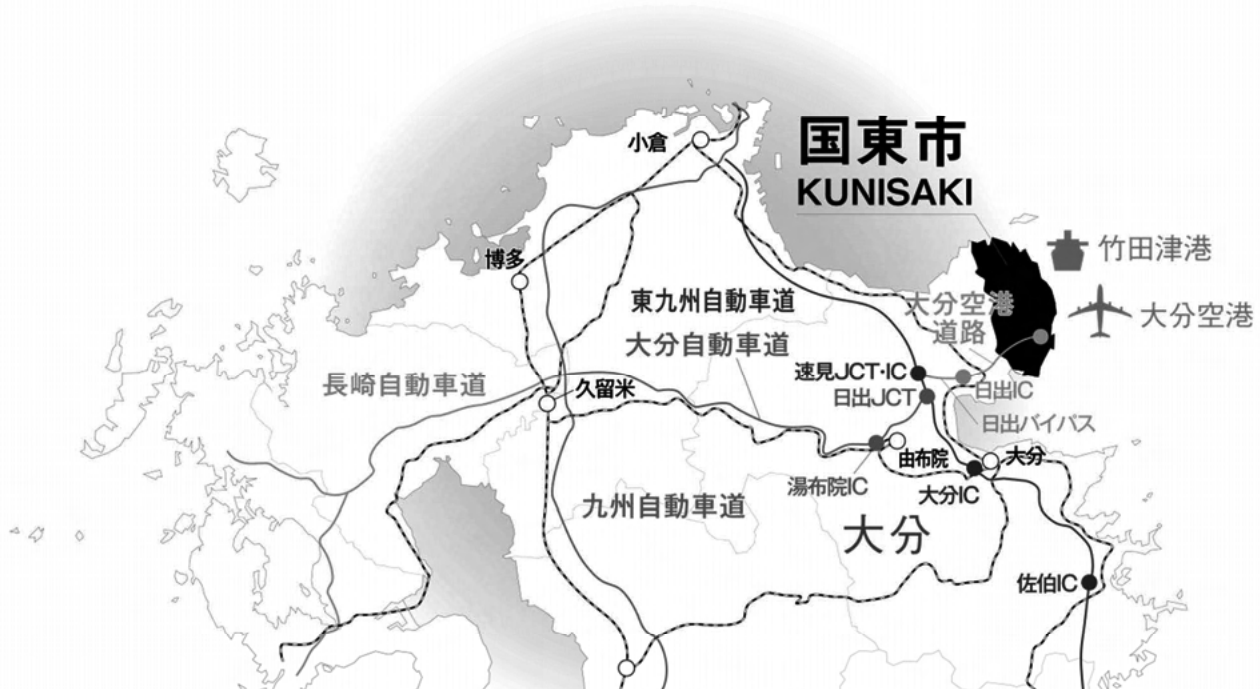 小倉
国東市
KUNISAKI
竹田津港
博多
東九州自動車道
大分空港
道路
大分空港
大分自動車道
長崎自動車道
久留米
速見JCT・IC
日出JCT
日出IC
日出バイパス
由布院
大分
湯布院IC
大分IC
九州自動車道
大分
佐伯IC